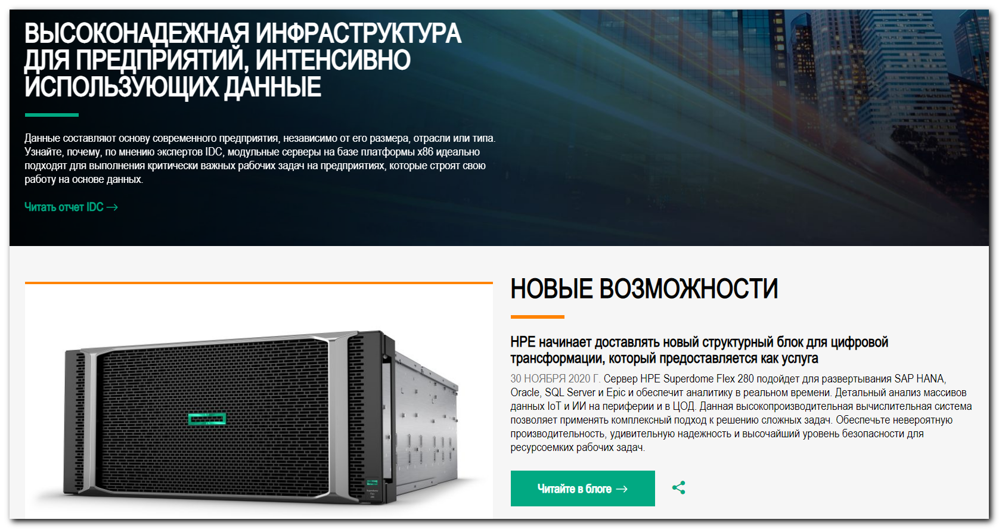 ВЫСОКОНАДЕЖНАЯ ИНФРАСТРУКТУРА
ДЛЯ ПРЕДПРИЯТИЙ, ИНТЕНСИВНО
ИСПОЛЬЗУЮЩИХ ДАННЫЕ
Данные составляют основу современного предприятия, независимо от его размера, отрасли или типа.
Узнайте, почему, по мнению экспертов IDC, модульные серверы на базе платформы x86 идеально
подходят для выполнения критически важных рабочих задач на предприятиях, которые строят свою
работу на основе данных.
Читать отчет IDC →
НОВЫЕ ВОЗМОЖНОСТИ
HPE начинает доставлять новый структурный блок для цифровой
трансформации, который предоставляется как услуга
30 НОЯБРЯ 2020 Г. Сервер HPE Superdome Flex 280 подойдет для развертывания SAP HANA,
Oracle, SQL Server и Epic и обеспечит аналитику в реальном времени. Детальный анализ массивов
данных IoT и ИИ на периферии и в ЦОД. Данная высокопроизводительная вычислительная система
позволяет применять комплексный подход к решению сложных задач. Обеспечьте невероятную
производительность, удивительную надежность и высочайший уровень безопасности для
ресурсоемких рабочих задач.
Читайте в блоге →
Superdome
Flex
280